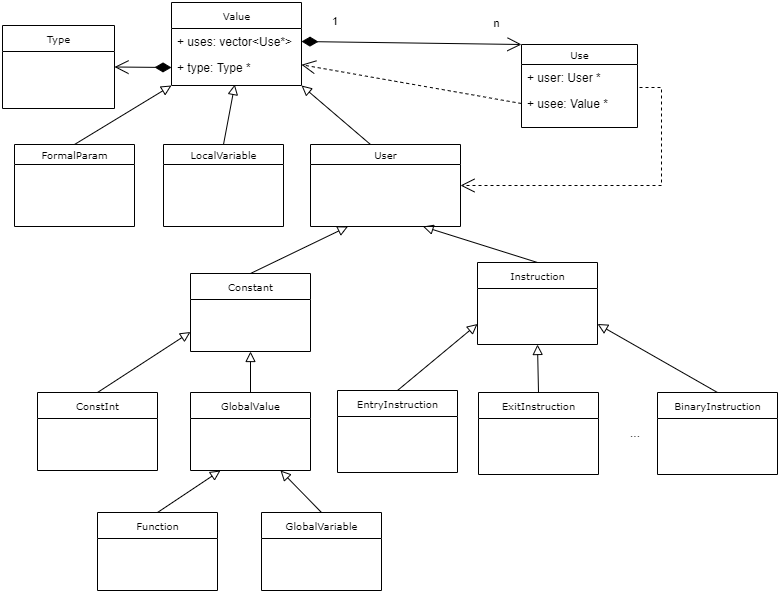 Value
1
n
Type
+ uses: vector<Use*>
+ type: Type *
Use
+ user: User *
+ usee: Value *
FormalParam
LocalVariable
User
Constant
Instruction
ConstInt
GlobalValue
EntryInstruction
ExitInstruction
...
BinaryInstruction
Function
GlobalVariable